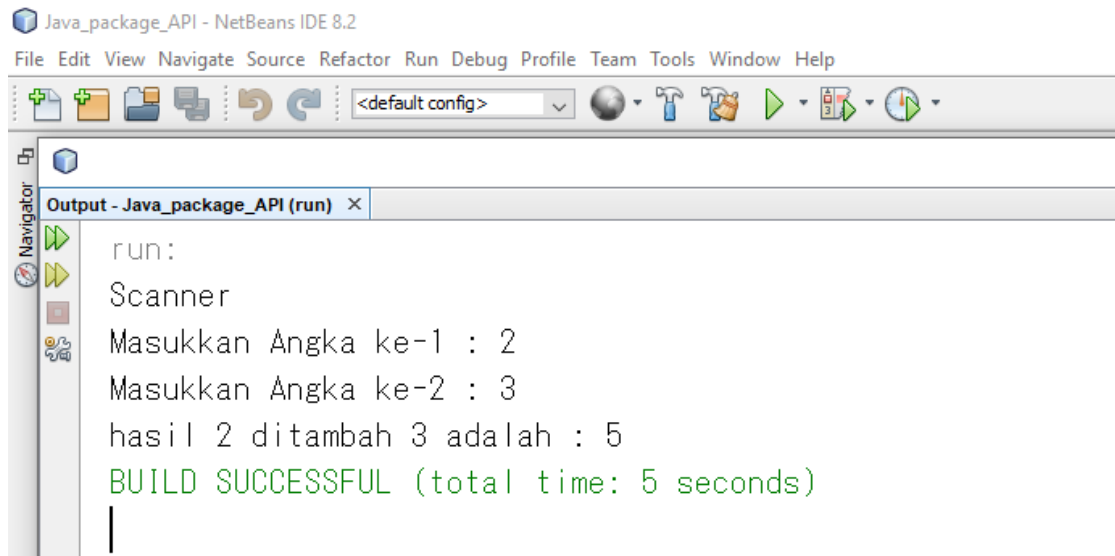 Java_package_API - NetBeans IDE 8.2
File Edit View Navigate Source Refactor Run Debug Profile Team Tools Window Help
<default config>
Navigator
Output - Java_package_API (run)
run:
Scanner
Masukkan Angka ke-1 : 2
Masukkan Angka ke-2 : 3
hasil 2 ditambah 3 adalah : 5
BUILD SUCCESSFUL (total time: 5 seconds)